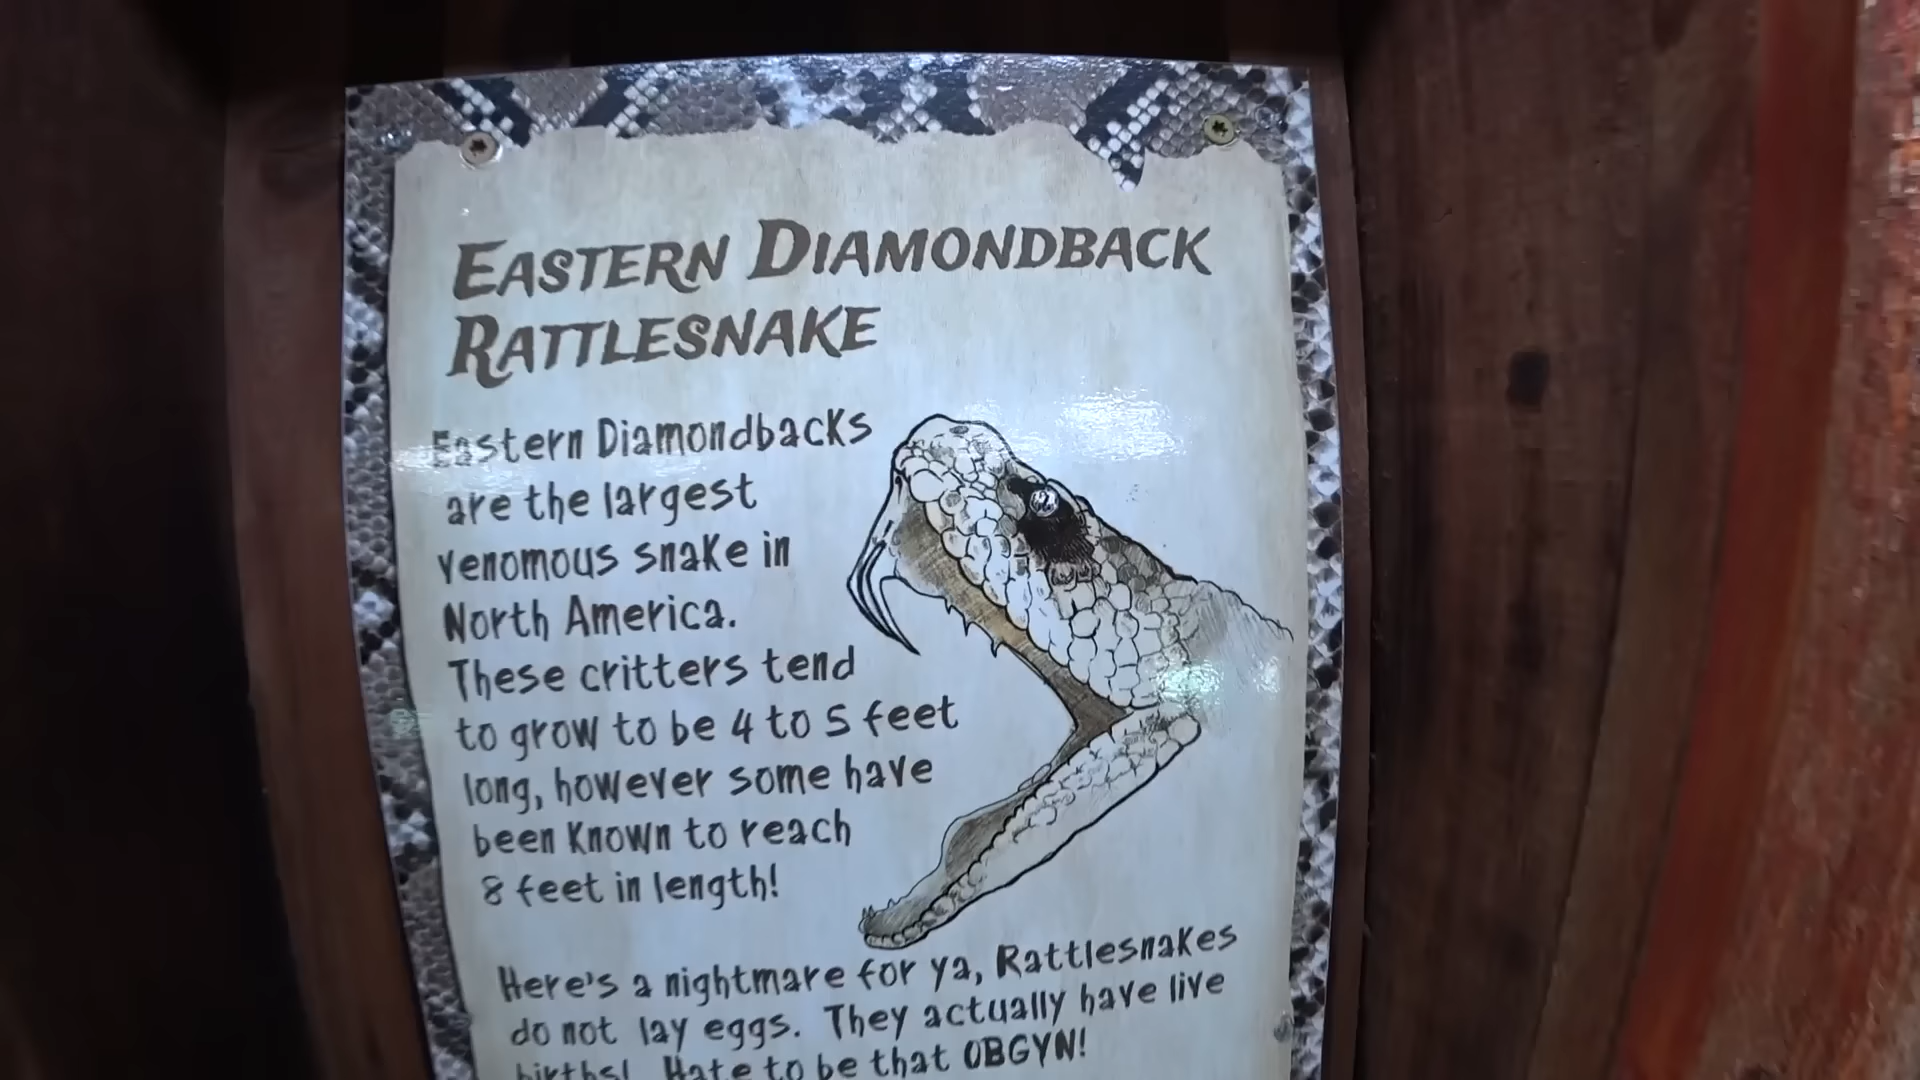 EASTERN DIAMONDBACK
RATTLESNAKE
Eastern Diamondbacks
are the largest
venomous snake in
North America.
These critters tend
to grow to be 4 to 5 feet
long, however some have
been known to reach
8 feet in length!
Here's a nightmare for ya, Rattlesnakes
do not lay eggs. They actually have live
births! Hate to be that OBGYN!